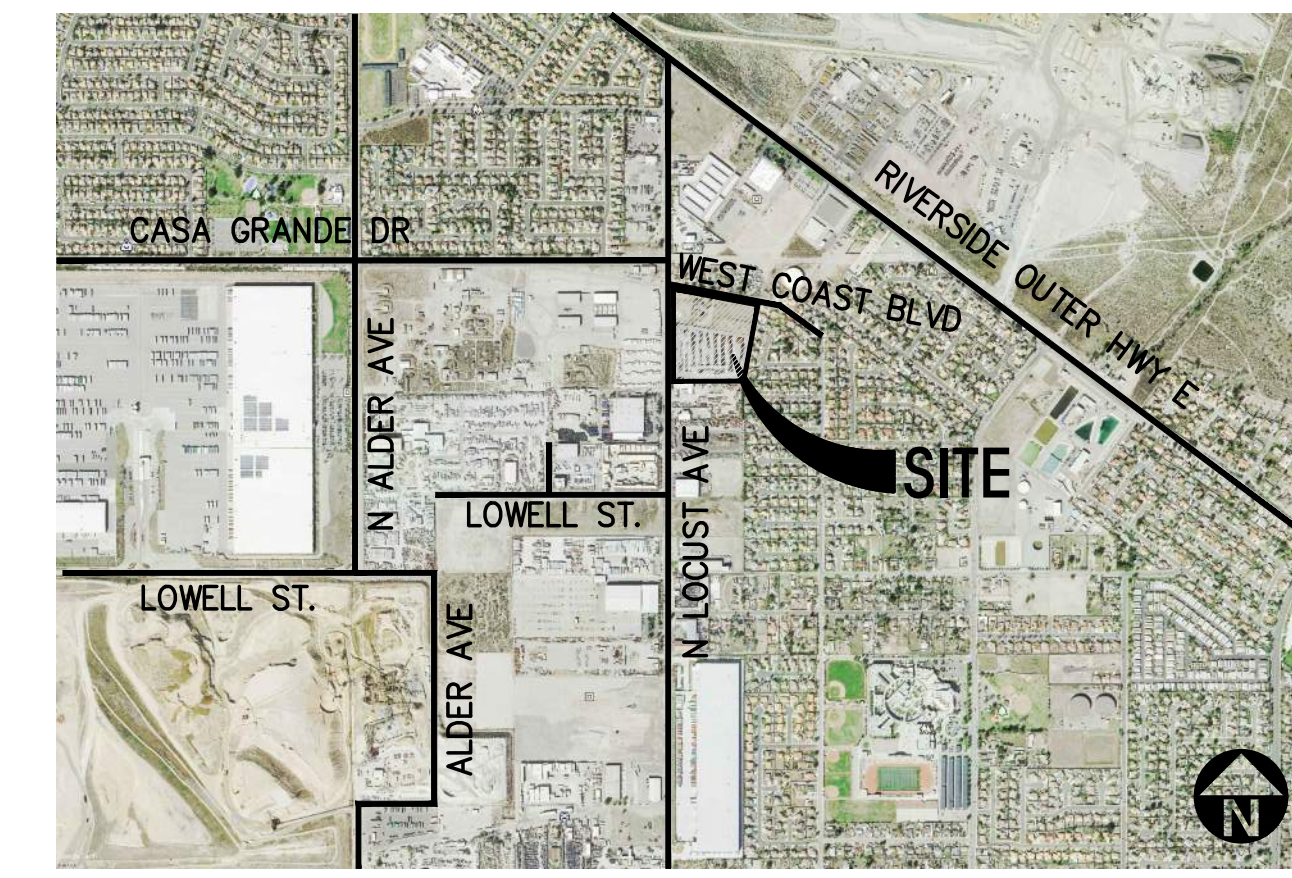 CASA GRANDE DR
RIVERSIDE OUTER HWY E
WEST COAST BLVD
N ALDER AVE
N LOCUST AVE
SITE
LOWELL ST.
LOWELL ST.
ALDER AVE
N